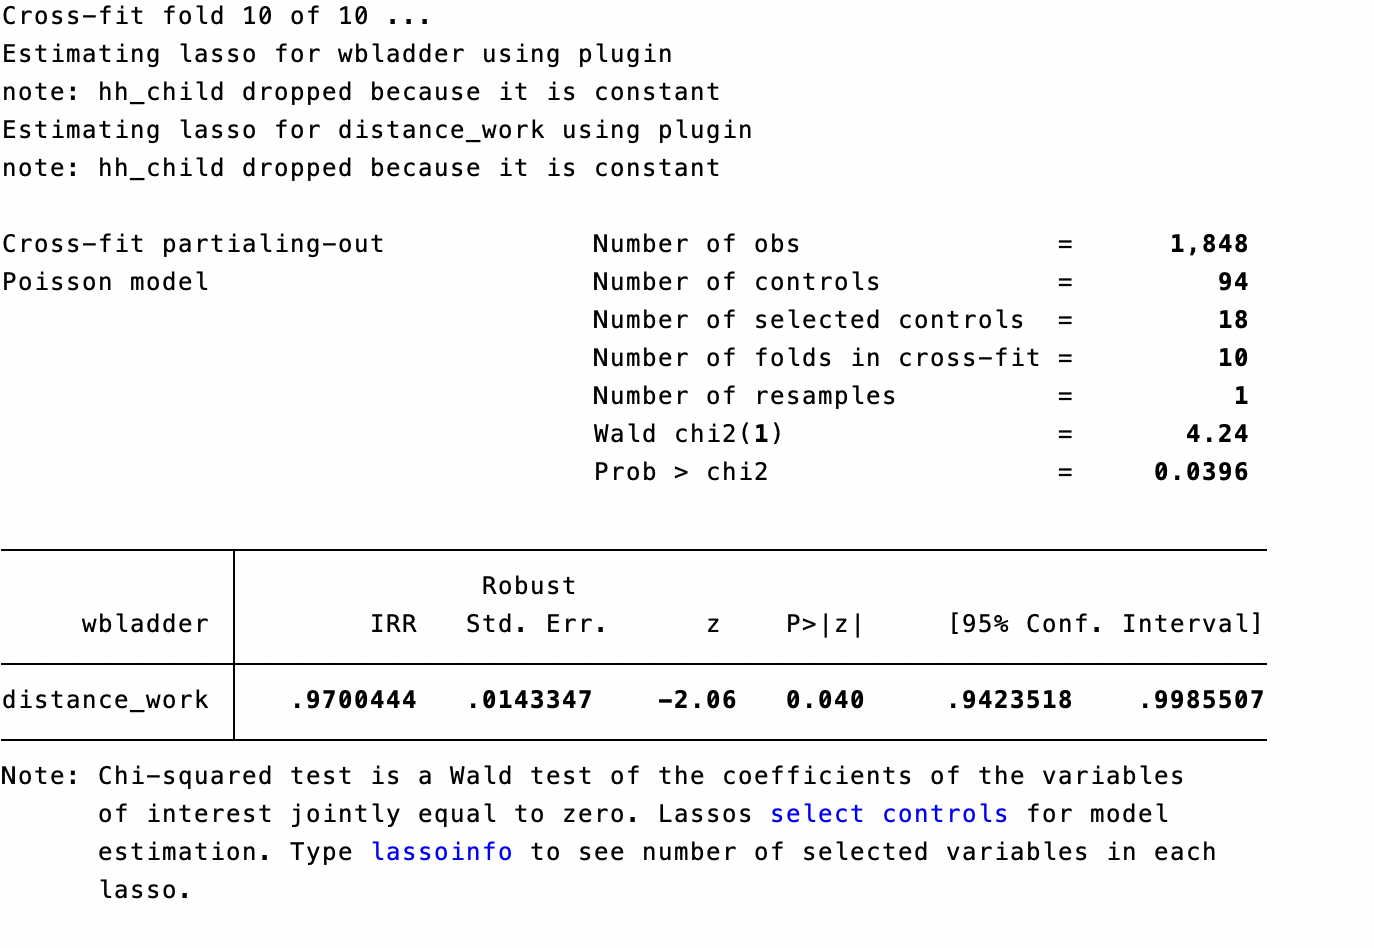 Cross-fit fold 10 of 10 ...
Estimating lasso for wbladder using plugin
note: hh_child dropped because it is constant
Estimating lasso for distance_work using plugin
note: hh_child dropped because it is constant
Cross-fit partialing-out Number of obs = 1,848
Poisson model Number of controls = 94
Number of selected controls = 18
Number of folds in cross-fit = 10
Number of resamples = 1
Wald chi2(1) = 4.24
Prob > chi2 = 0.0396
Robust
wbladder IRR Std. Err. z P>|z| [95% Conf. Interval]
distance_work .9700444 .0143347 -2.06 0.040 .9423518 .9985507
Note: Chi-squared test is a Wald test of the coefficients of the variables
of interest jointly equal to zero. Lassos select controls for model
estimation. Type lassoinfo to see number of selected variables in each
lasso.